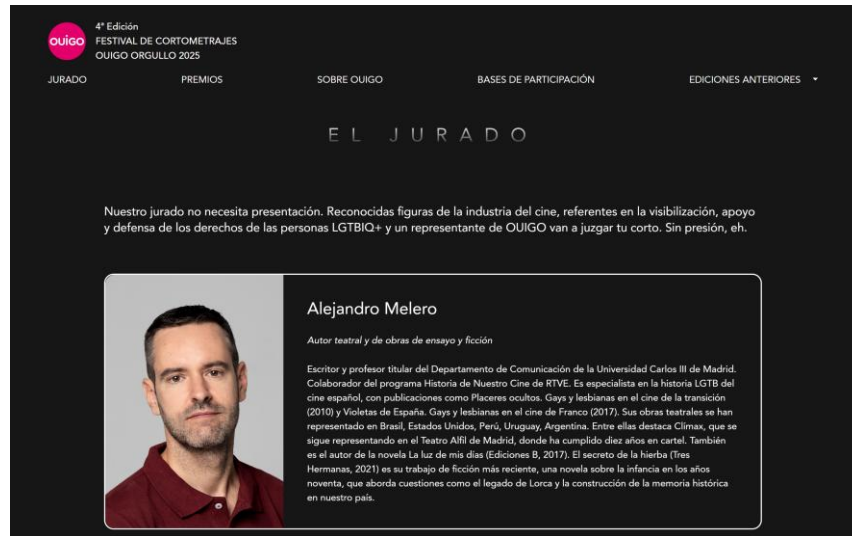 4ª Edición
ouigo
FESTIVAL DE CORTOMETRAJES
OUIGO ORGULLO 2025
JURADO PREMIOS SOBRE OUIGO BASES DE PARTICIPACIÓN EDICIONES ANTERIORES
EL JURADO
Nuestro jurado no necesita presentación. Reconocidas figuras de la industria del cine, referentes en la visibilización, apoyo
y defensa de los derechos de las personas LGTBIQ+ y un representante de OUIGO van a juzgar tu corto. Sin presión, eh.
Alejandro Melero
Autor teatral y de obras de ensayo y ficción
Escritor y profesor titular del Departamento de Comunicación de la Universidad Carlos III de Madrid.
Colaborador del programa Historia de Nuestro Cine de RTVE. Es especialista en la historia LGTB del
cine español, con publicaciones como Placeres ocultos. Gays y lesbianas en el cine de la transición
(2010) y Violetas de España. Gays y lesbianas en el cine de Franco (2017). Sus obras teatrales se han
representado en Brasil, Estados Unidos, Perú, Uruguay, Argentina. Entre ellas destaca Clímax, que se
sigue representando en el Teatro Alfil de Madrid, donde ha cumplido diez años en cartel. También
es el autor de la novela La luz de mis días (Ediciones B, 2017). El secreto de la hierba (Tres
Hermanas, 2021) es su trabajo de ficción más reciente, una novela sobre la infancia en los años
noventa, que aborda cuestiones como el legado de Lorca y la construcción de la memoria histórica
en nuestro país.